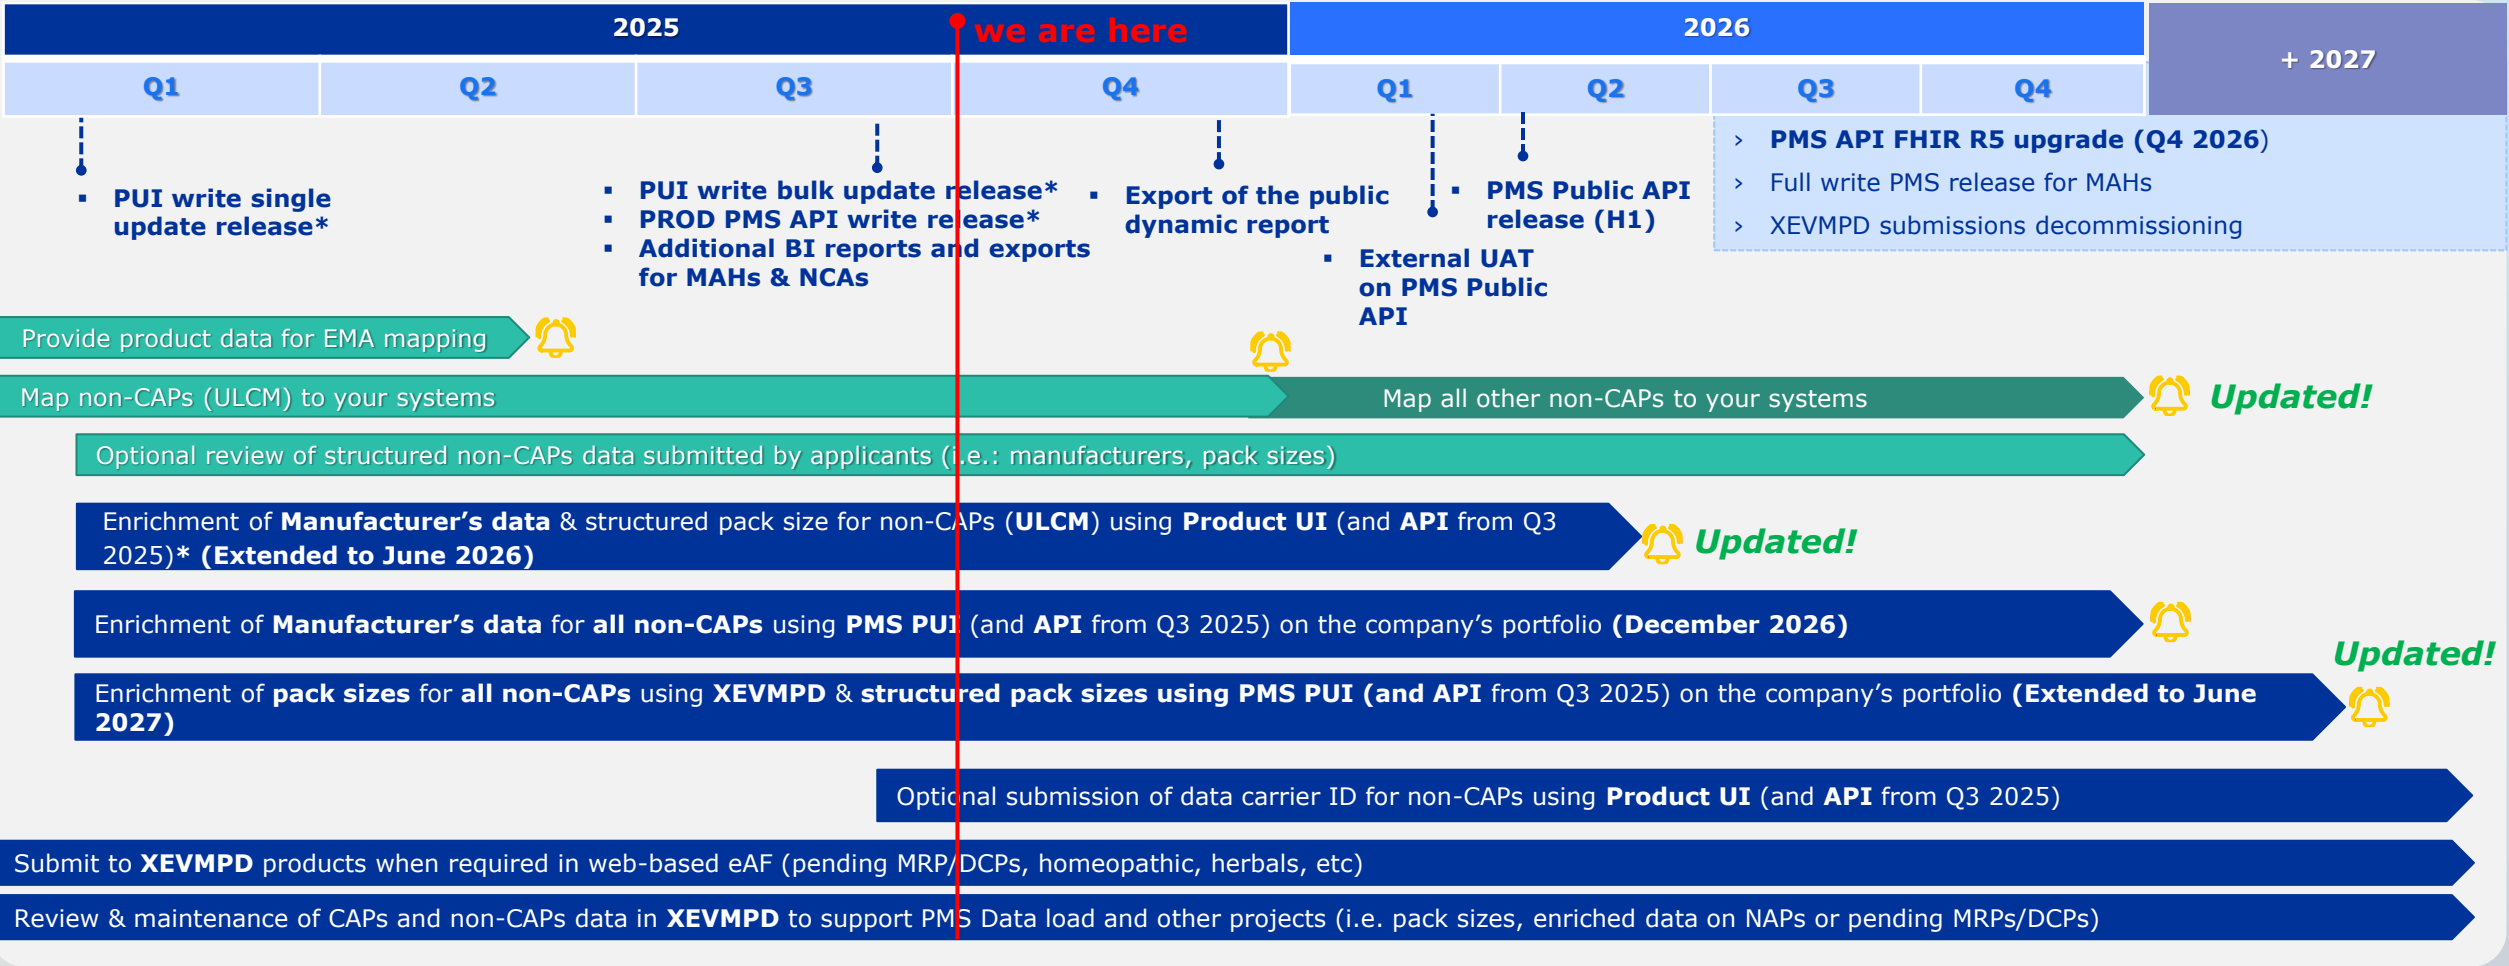 2025
we are here
2026
+ 2027
Q1
Q2
Q3
Q4
Q1
Q2
Q3
Q4
▪ PUI write single
update release*
▪ PUI write bulk update release*
▪ PROD PMS API write release*
▪ Additional BI reports and exports
for MAHs & NCAs
▪ Export of the public
dynamic report
▪ External UAT
on PMS Public
API
▪ PMS Public API
release (H1)
› PMS API FHIR R5 upgrade (Q4 2026)
› Full write PMS release for MAHs
› XEVMPD submissions decommissioning
Provide product data for EMA mapping
Map non-CAPs (ULCM) to your systems
Map all other non-CAPs to your systems
Updated!
Optional review of structured non-CAPs data submitted by applicants (i.e.: manufacturers, pack sizes)
Enrichment of Manufacturer’s data & structured pack size for non-CAPs (ULCM) using Product UI (and API from Q3
2025)* (Extended to June 2026)
Updated!
Enrichment of Manufacturer’s data for all non-CAPs using PMS PUI (and API from Q3 2025) on the company’s portfolio (December 2026)
Updated!
Enrichment of pack sizes for all non-CAPs using XEVMPD & structured pack sizes using PMS PUI (and API from Q3 2025) on the company’s portfolio (Extended to June
2027)
Optional submission of data carrier ID for non-CAPs using Product UI (and API from Q3 2025)
Submit to XEVMPD products when required in web-based eAF (pending MRP/DCPs, homeopathic, herbals, etc)
Review & maintenance of CAPs and non-CAPs data in XEVMPD to support PMS Data load and other projects (i.e. pack sizes, enriched data on NAPs or pending MRPs/DCPs)